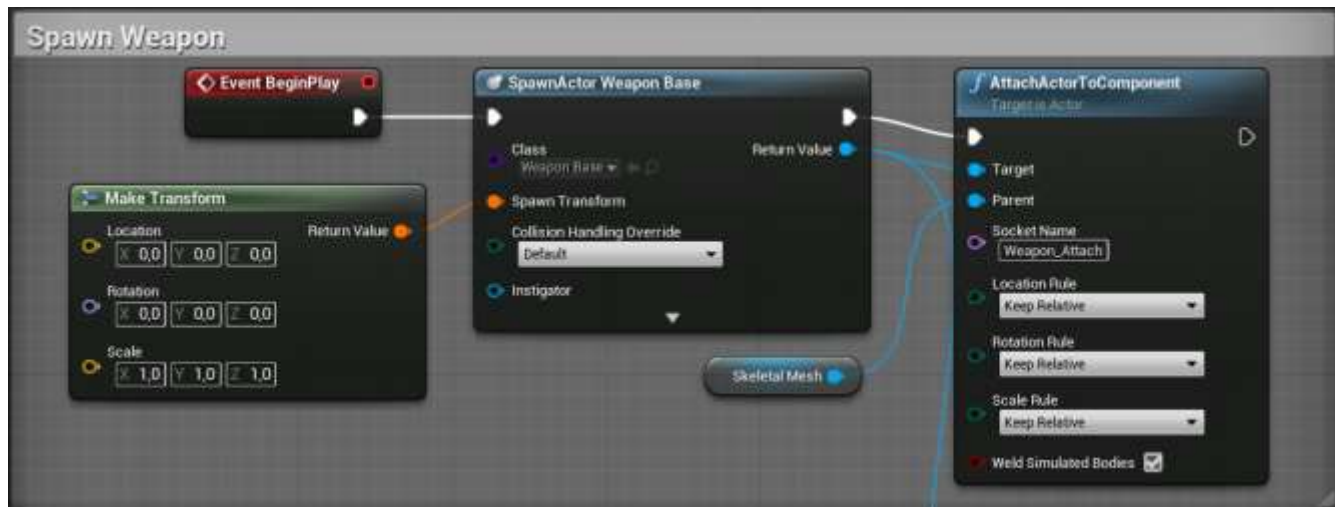 Spawn Weapon
Event BeginPlay
SpawnActor Weapon Base
Class
Weapon Base
Return Value
Spawn Transform
Collision Handling Override
Default
Instigator
AttachActorToComponent
Target is Actor
Target
Parent
Socket Name
Weapon_Attach
Location Rule
Keep Relative
Rotation Rule
Keep Relative
Scale Rule
Keep Relative
Weld Simulated Bodies
Make Transform
Location
Return Value
X 0,0 Y 0,0 Z 0,0
Rotation
X 0,0 Y 0,0 Z 0,0
Scale
X 1,0 Y 1,0 Z 1,0
Skeletal Mesh